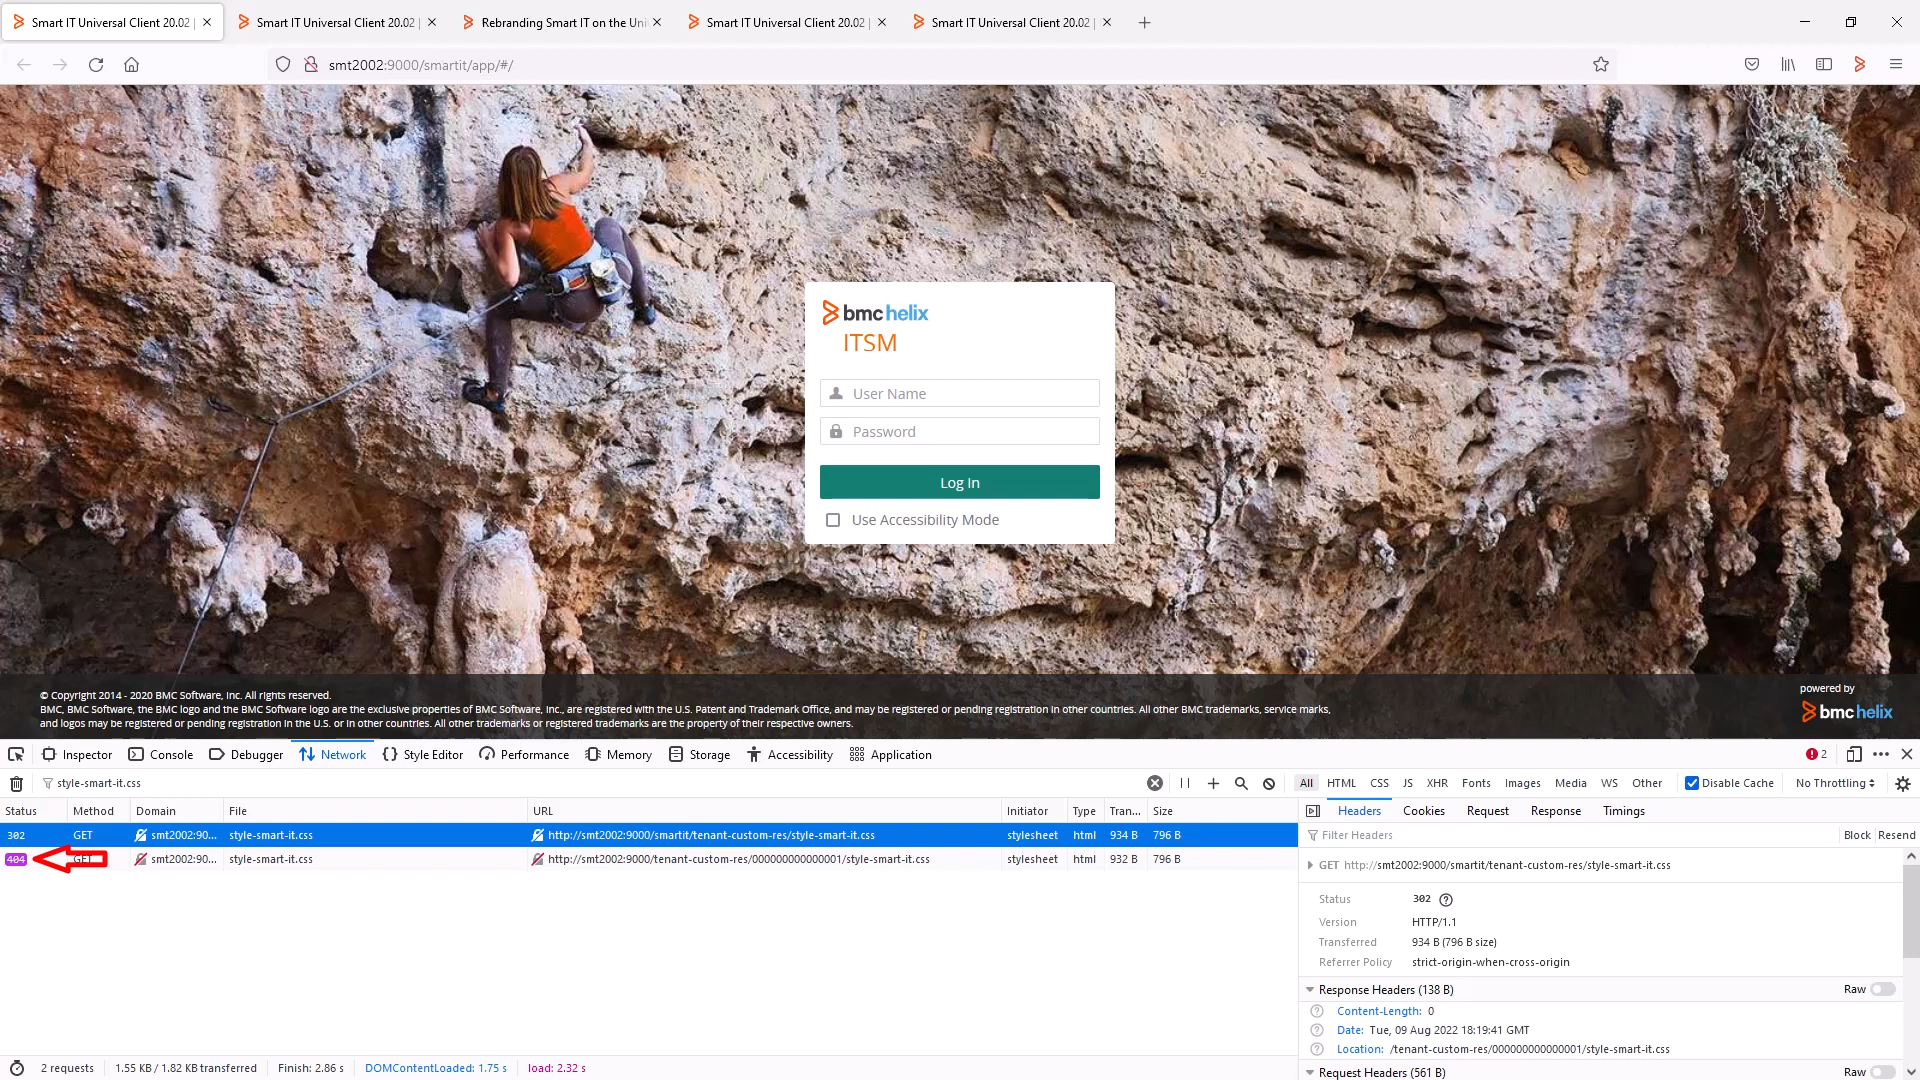 Smart IT Universal Client 20.02 |
Smart IT Universal Client 20.02 |
Rebranding Smart IT on the Uni
Smart IT Universal Client 20.02 |
Smart IT Universal Client 20.02 |
smt2002:9000/smartit/app/#/
bmc helix
ITSM
User Name
Password
Log In
Use Accessibility Mode
© Copyright 2014 - 2020 BMC Software, Inc. All rights reserved.
BMC, BMC Software, the BMC logo and the BMC Software logo are the exclusive properties of BMC Software, Inc., are registered with the U.S. Patent and Trademark Office, and may be registered or pending registration in other countries. All other BMC trademarks, service marks,
and logos may be registered or pending registration in the U.S. or in other countries. All other trademarks or registered trademarks are the property of their respective owners.
powered by
bmc helix
Inspector Console Debugger Network Style Editor Performance Memory Storage Accessibility Application 2
style-smart-it.css
All HTML CSS JS XHR Fonts Images Media WS Other Disable Cache No Throttling
Status Method Domain File URL Initiator Type Tran... Size
302 GET smt2002:90... style-smart-it.css http://smt2002:9000/smartit/tenant-custom-res/style-smart-it.css stylesheet html 934 B 796 B
404 GET smt2002:90... style-smart-it.css http://smt2002:9000/tenant-custom-res/000000000000001/style-smart-it.css stylesheet html 932 B 796 B
Headers Cookies Request Response Timings
Filter Headers Block Resend
GET http://smt2002:9000/smartit/tenant-custom-res/style-smart-it.css
Status 302
Version HTTP/1.1
Transferred 934 B (796 B size)
Referrer Policy strict-origin-when-cross-origin
Response Headers (138 B) Raw
Content-Length: 0
Date: Tue, 09 Aug 2022 18:19:41 GMT
Location: /tenant-custom-res/000000000000001/style-smart-it.css
Request Headers (561 B) Raw
2 requests 1.55 KB / 1.82 KB transferred Finish: 2.86 s DOMContentLoaded: 1.75 s load: 2.32 s